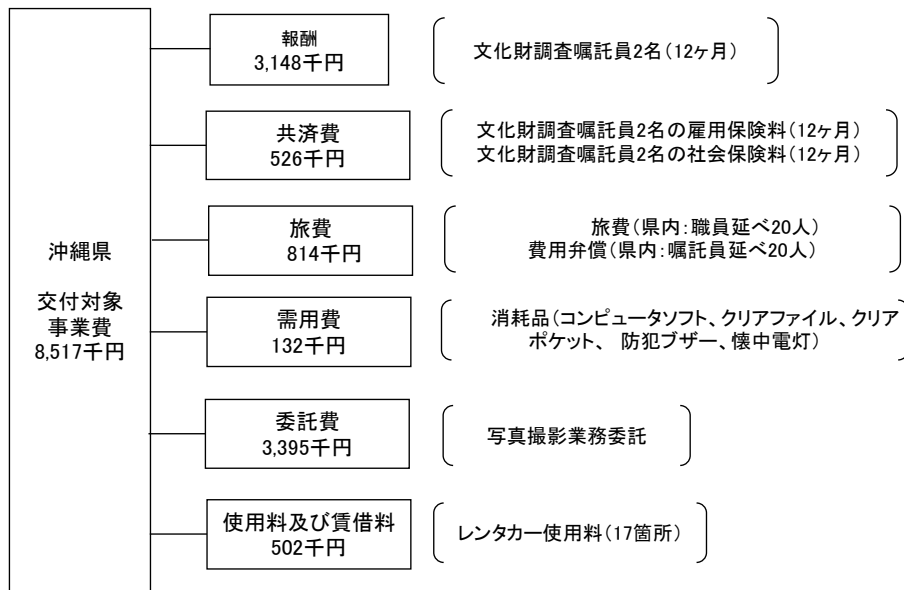 沖縄県
交付対象
事業費
8,517千円
報酬
3,148千円
文化財調査嘱託員2名(12ヶ月)
共済費
526千円
文化財調査嘱託員2名の雇用保険料(12ヶ月)
文化財調査嘱託員2名の社会保険料(12ヶ月)
旅費
814千円
旅費(県内:職員延べ20人)
費用弁償(県内:嘱託員延べ20人)
需用費
132千円
消耗品(コンピュータソフト、クリアファイル、クリア
ポケット、 防犯ブザー、懐中電灯)
委託費
3,395千円
写真撮影業務委託
使用料及び賃借料
502千円
レンタカー使用料(17箇所)